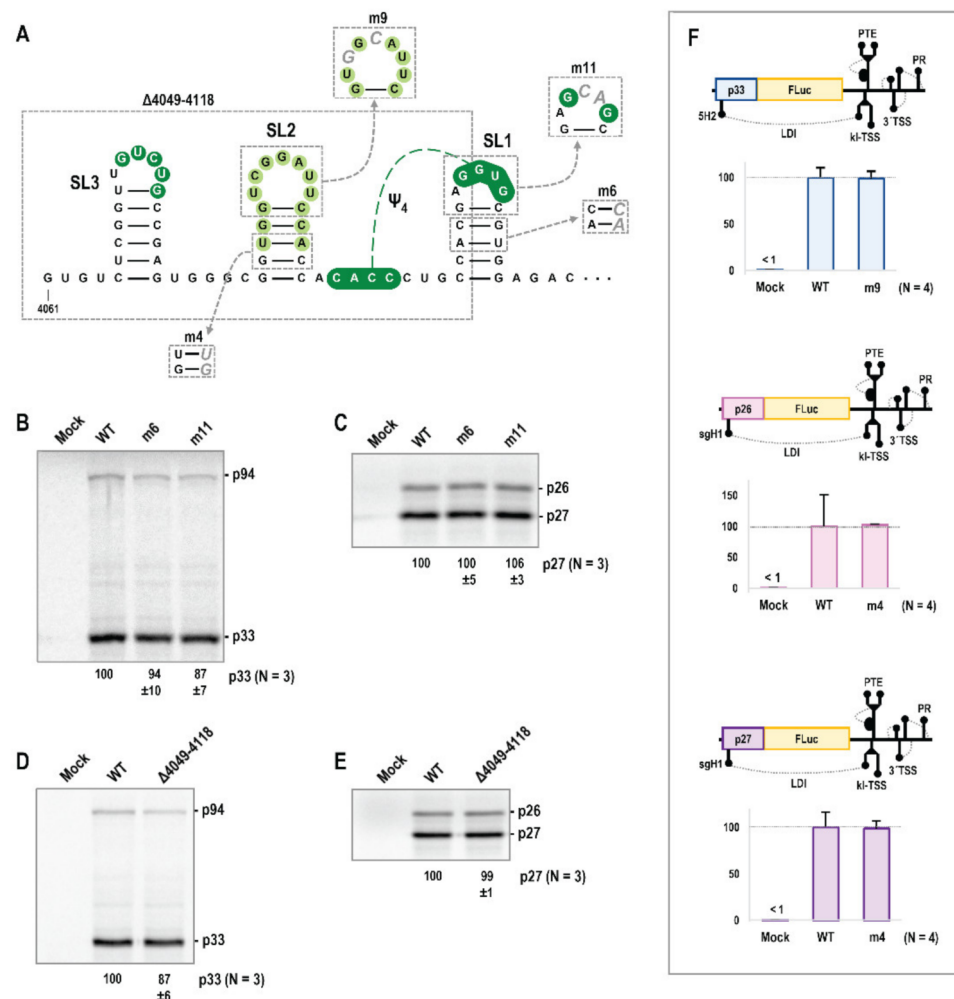 A
m9
G G C A
U U
G U
G — C
m11
G C A
A G
G — C
Δ4049-4118
SL3
G U C U
U G
U — C
G — C
C — G
U — A
SL2
C G G A
U U
C U
G — C
G — C
U — A
G — C
Ψ4
SL1
G G U
A G
G — C
C — G
A — U
C — G
m6
C — C
A — A
G U G U C — G U G G G C G — C A C A C C C U G C — G A G A C ···
4061
m4
U — U
G — G
B
Mock WT m6 m11
- p94
- p33
100 94 87 p33 (N = 3)
±10 ±7
C
Mock WT m6 m11
- p26
- p27
100 100 106 p27 (N = 3)
±5 ±3
D
Mock WT Δ4049-4118
- p94
- p33
100 87 p33 (N = 3)
±6
E
Mock WT Δ4049-4118
- p26
- p27
100 99 p27 (N = 3)
±1
F
PTE
PR
p33 FLuc
5H2
LDI
3´TSS
kl-TSS
100
50
0
< 1
Mock WT m9 (N = 4)
PTE
PR
p26 FLuc
sgH1
LDI
3´TSS
kl-TSS
150
100
50
0
< 1
Mock WT m4 (N = 4)
PTE
PR
p27 FLuc
sgH1
LDI
3´TSS
kl-TSS
100
50
0
< 1
Mock WT m4 (N = 4)